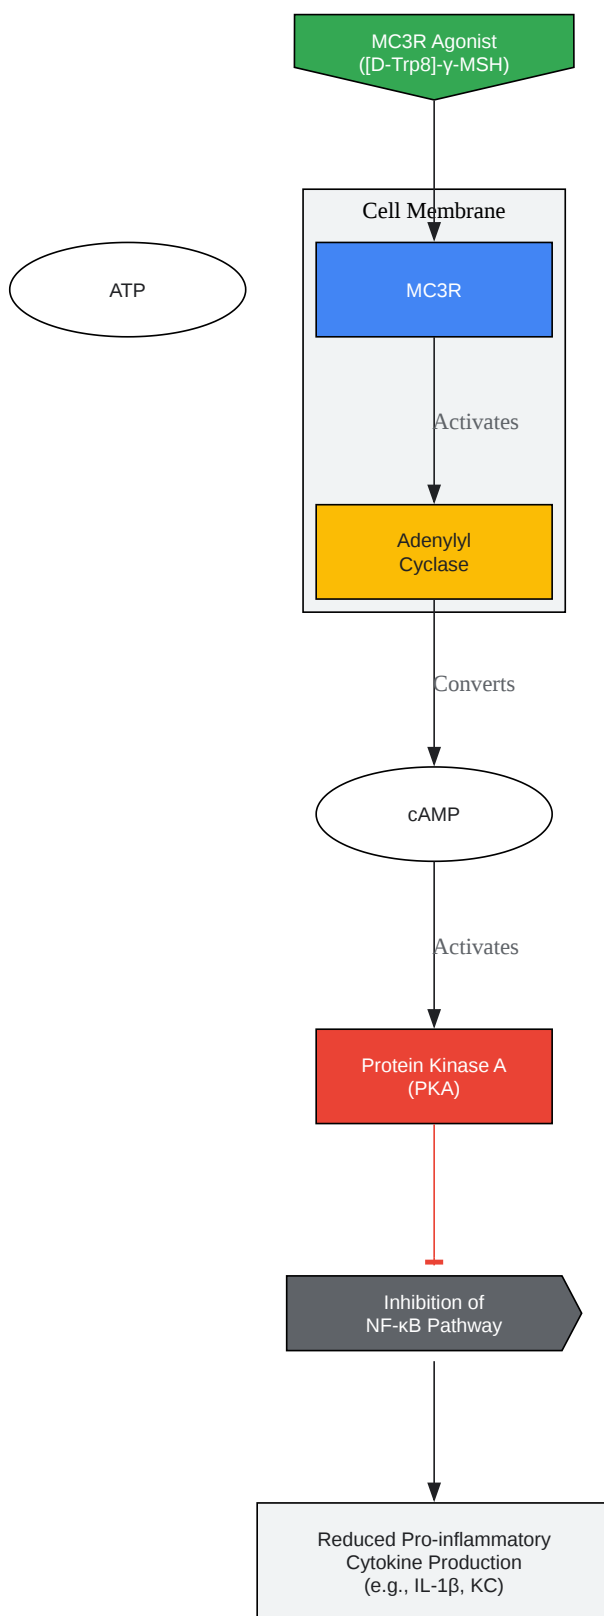 MC3R Agonist
([D-Trp8]-γ-MSH)
Cell Membrane
ATP
MC3R
Activates
Adenylyl
Cyclase
Converts
cAMP
Activates
Protein Kinase A
(PKA)
Inhibition of
NF-κB Pathway
Reduced Pro-inflammatory
Cytokine Production
(e.g., IL-1β, KC)